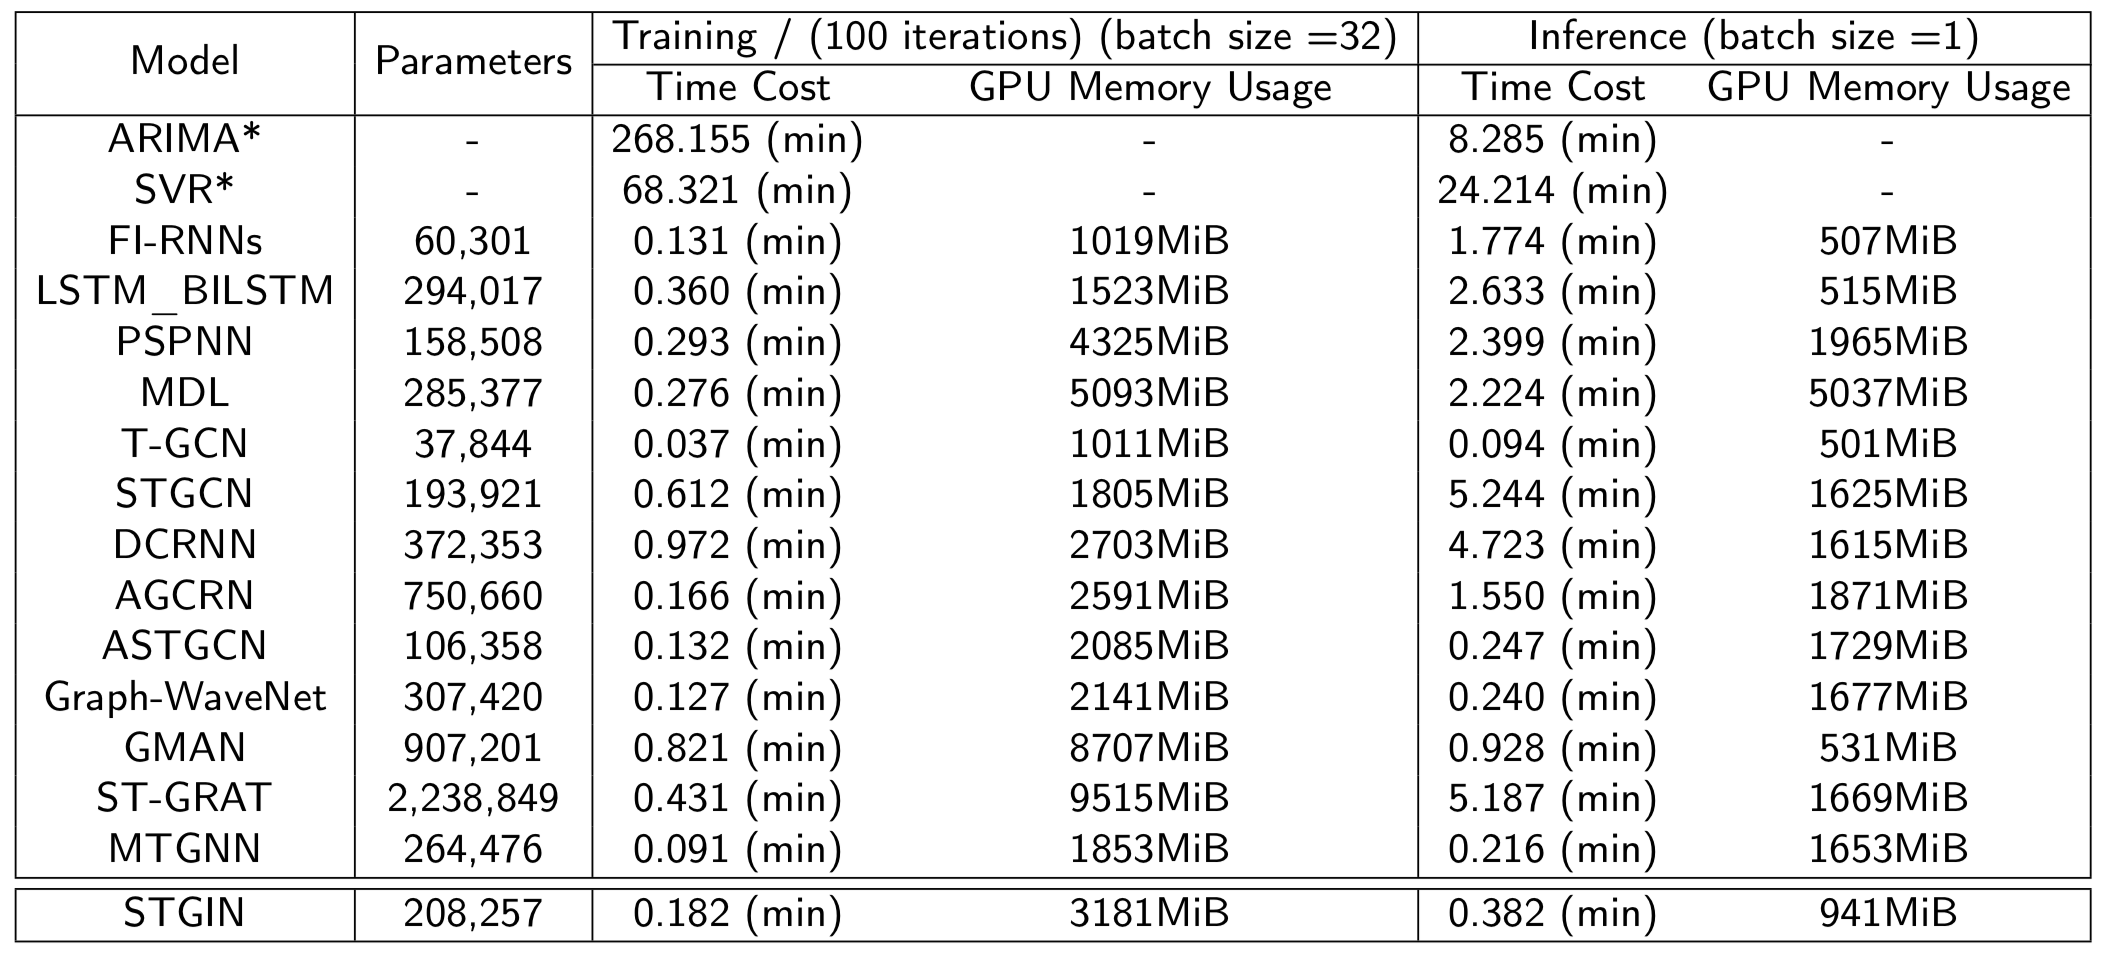 Model Parameters Training / (100 iterations) (batch size =32) Inference (batch size =1)
Time Cost GPU Memory Usage Time Cost GPU Memory Usage
ARIMA* - 268.155 (min) - 8.285 (min) -
SVR* - 68.321 (min) - 24.214 (min) -
FI-RNNs 60,301 0.131 (min) 1019MiB 1.774 (min) 507MiB
LSTM_BILSTM 294,017 0.360 (min) 1523MiB 2.633 (min) 515MiB
PSPNN 158,508 0.293 (min) 4325MiB 2.399 (min) 1965MiB
MDL 285,377 0.276 (min) 5093MiB 2.224 (min) 5037MiB
T-GCN 37,844 0.037 (min) 1011MiB 0.094 (min) 501MiB
STGCN 193,921 0.612 (min) 1805MiB 5.244 (min) 1625MiB
DCRNN 372,353 0.972 (min) 2703MiB 4.723 (min) 1615MiB
AGCRN 750,660 0.166 (min) 2591MiB 1.550 (min) 1871MiB
ASTGCN 106,358 0.132 (min) 2085MiB 0.247 (min) 1729MiB
Graph-WaveNet 307,420 0.127 (min) 2141MiB 0.240 (min) 1677MiB
GMAN 907,201 0.821 (min) 8707MiB 0.928 (min) 531MiB
ST-GRAT 2,238,849 0.431 (min) 9515MiB 5.187 (min) 1669MiB
MTGNN 264,476 0.091 (min) 1853MiB 0.216 (min) 1653MiB
STGIN 208,257 0.182 (min) 3181MiB 0.382 (min) 941MiB